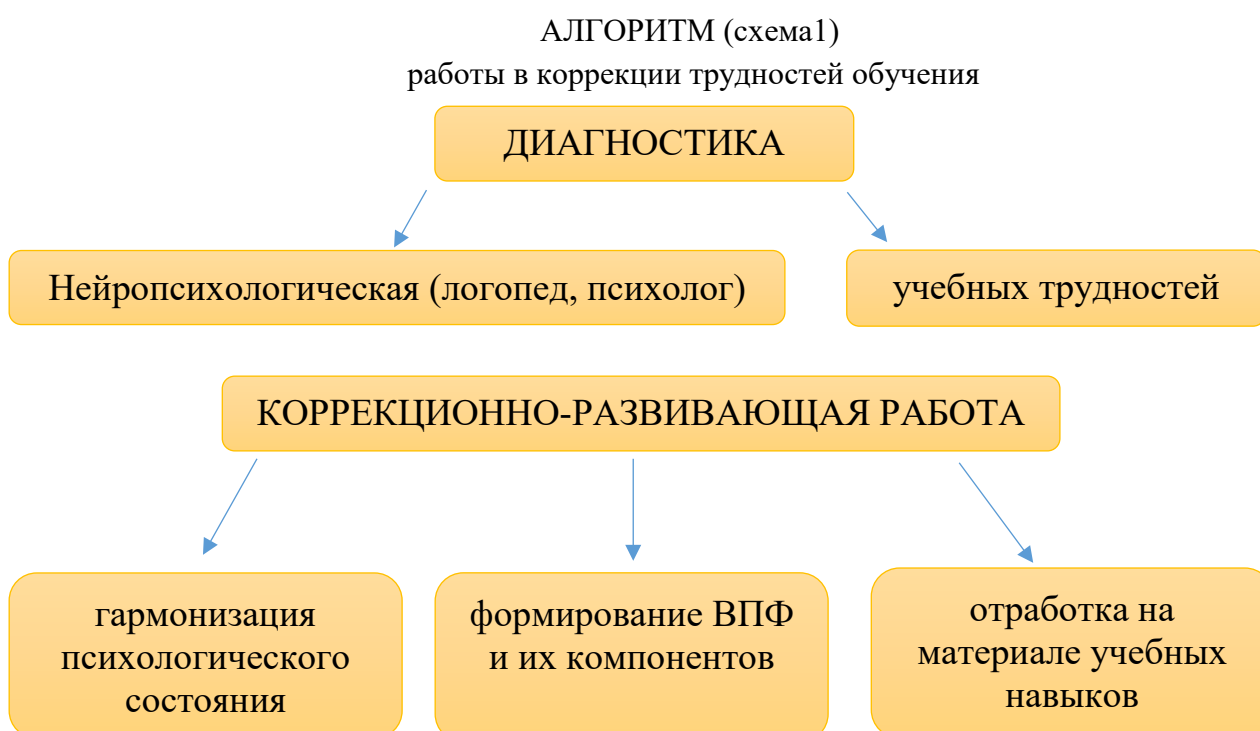 АЛГОРИТМ (схема1)
работы в коррекции трудностей обучения
ДИАГНОСТИКА
Нейропсихологическая (логопед, психолог)
учебных трудностей
КОРРЕКЦИОННО-РАЗВИВАЮЩАЯ РАБОТА
гармонизация
психологического
состояния
формирование ВПФ
и их компонентов
отработка на
материале учебных
навыков